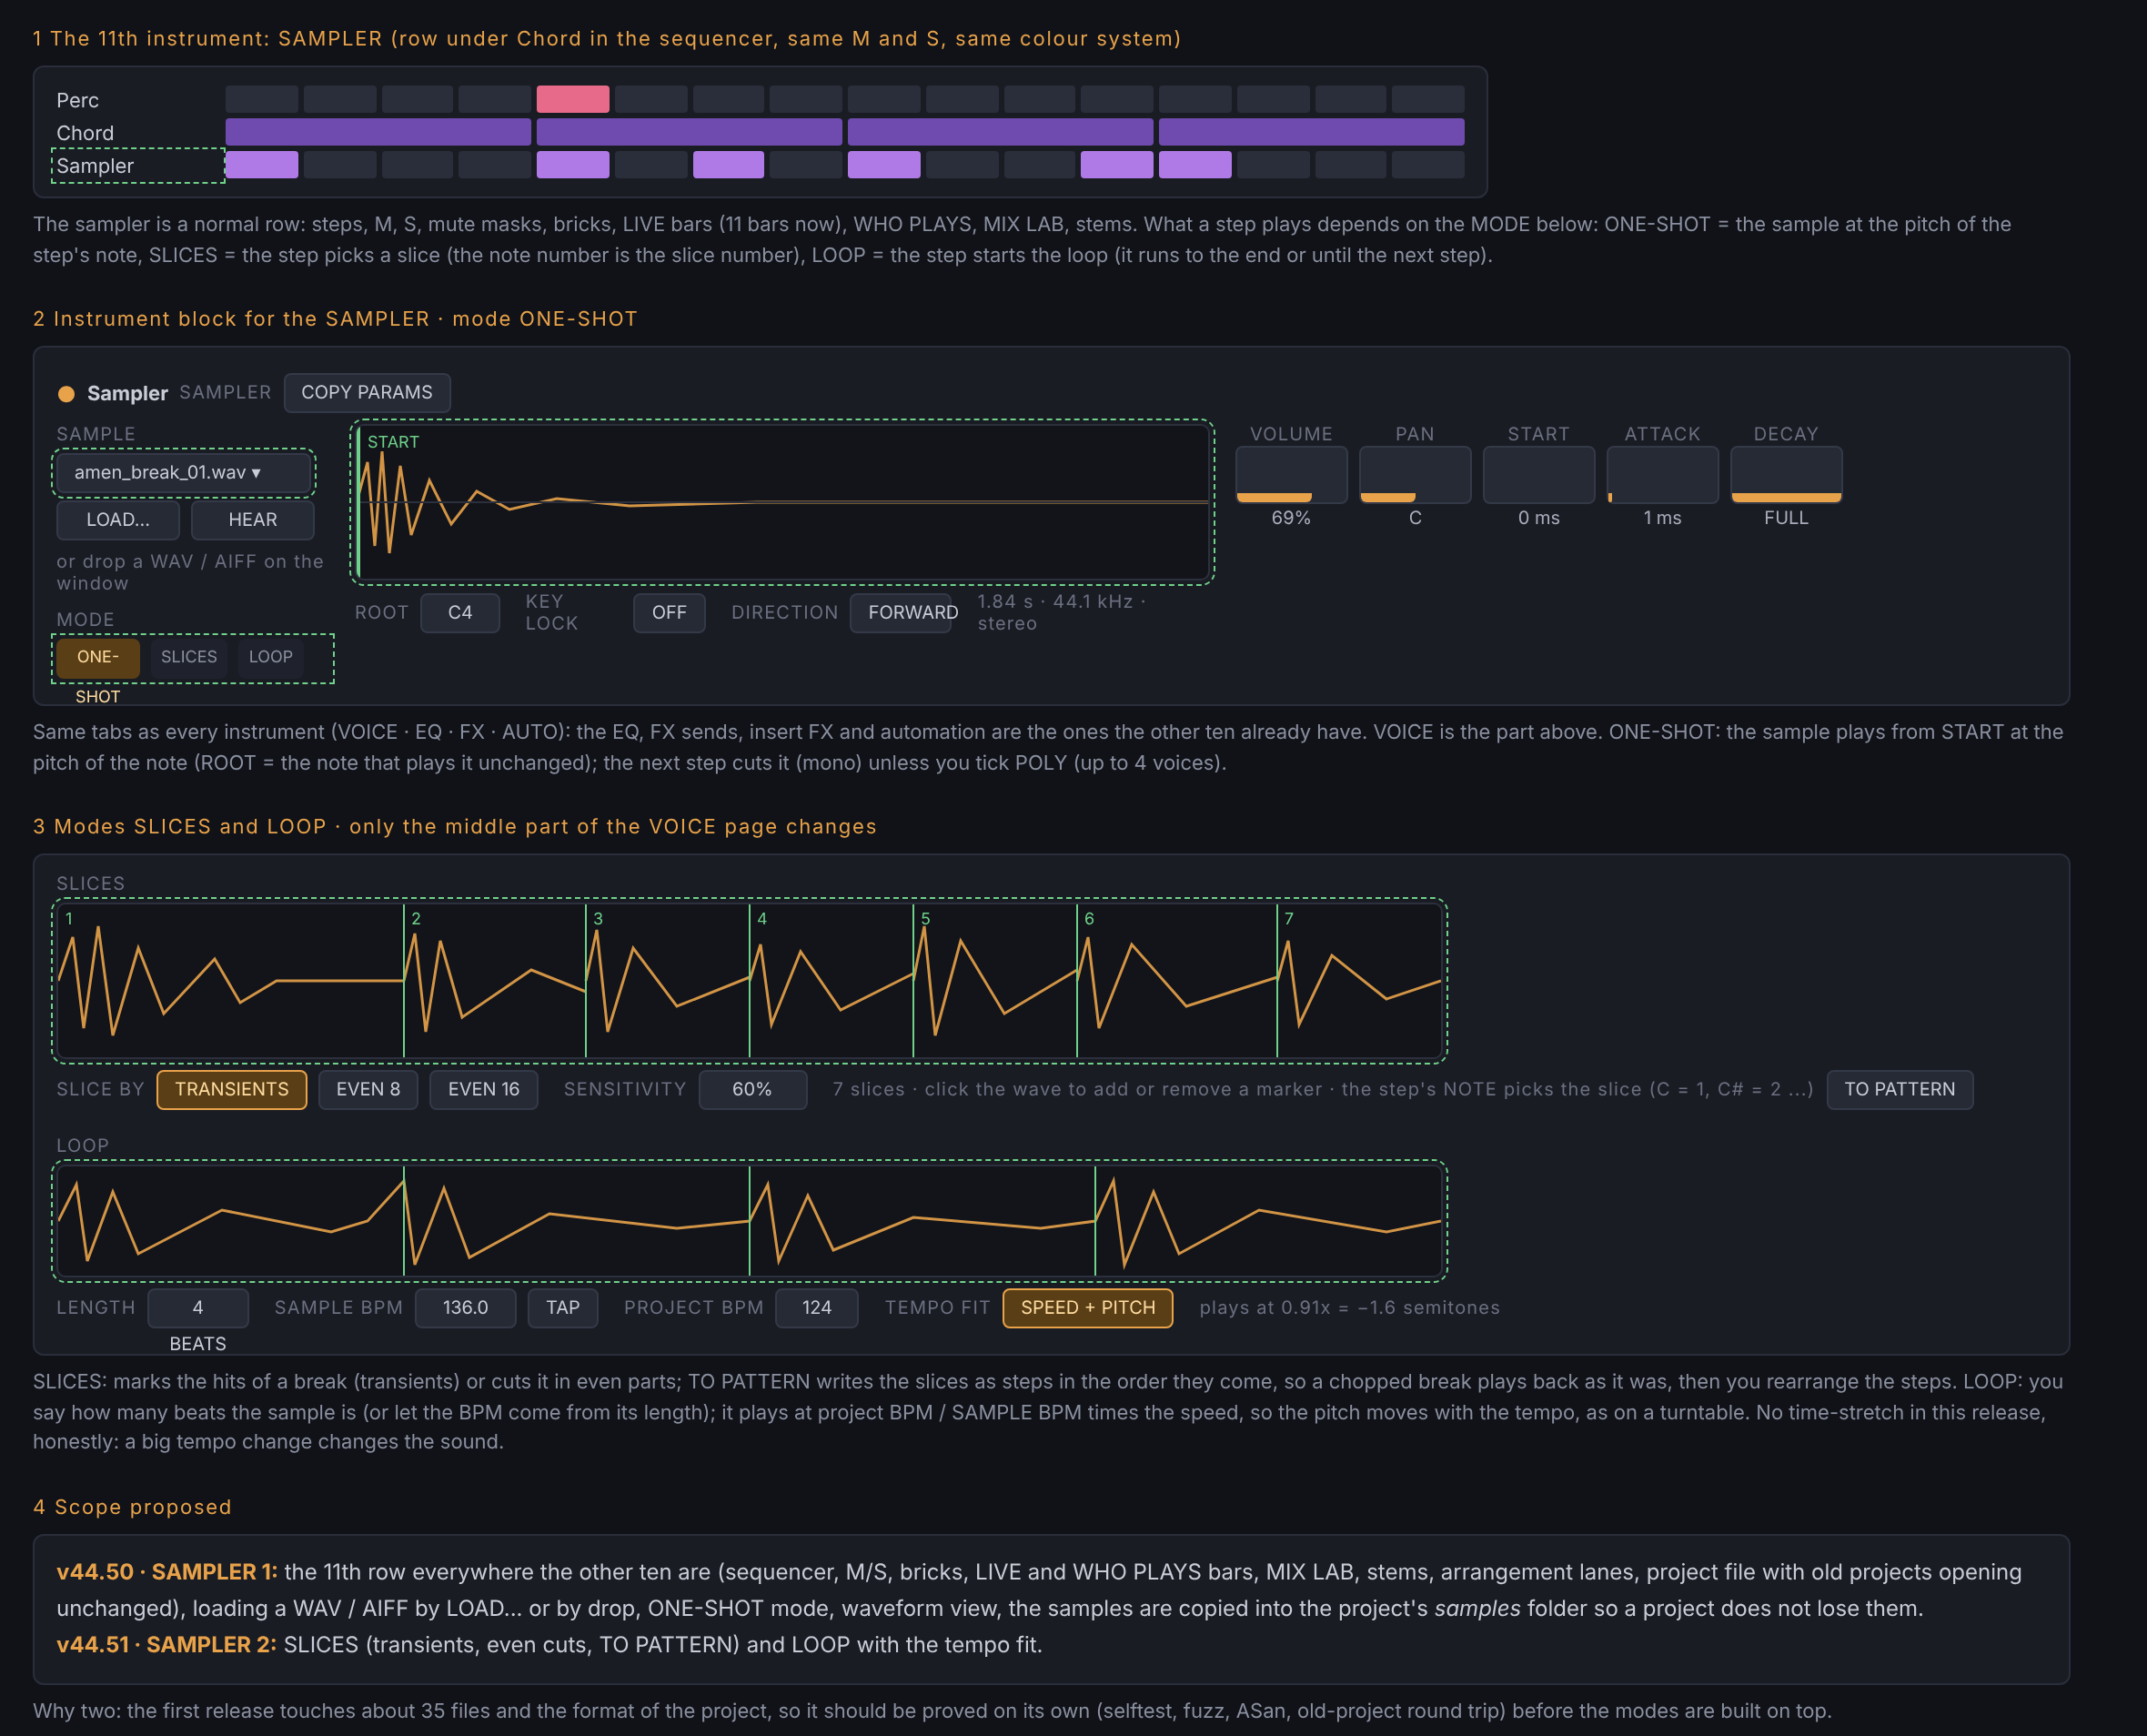 1 The 11th instrument: SAMPLER (row under Chord in the sequencer, same M and S, same colour system)
Perc
Chord
Sampler
The sampler is a normal row: steps, M, S, mute masks, bricks, LIVE bars (11 bars now), WHO PLAYS, MIX LAB, stems. What a step plays depends on the MODE below: ONE-SHOT = the sample at the pitch of the
step's note, SLICES = the step picks a slice (the note number is the slice number), LOOP = the step starts the loop (it runs to the end or until the next step).
2 Instrument block for the SAMPLER · mode ONE-SHOT
Sampler SAMPLER COPY PARAMS
SAMPLE
amen_break_01.wav ▾
LOAD... HEAR
or drop a WAV / AIFF on the
window
MODE
ONE-
SHOT
SLICES LOOP
START
ROOT C4 KEY
LOCK
OFF DIRECTION FORWARD 1.84 s · 44.1 kHz ·
stereo
VOLUME PAN START ATTACK DECAY
69% C 0 ms 1 ms FULL
Same tabs as every instrument (VOICE · EQ · FX · AUTO): the EQ, FX sends, insert FX and automation are the ones the other ten already have. VOICE is the part above. ONE-SHOT: the sample plays from START at the
pitch of the note (ROOT = the note that plays it unchanged); the next step cuts it (mono) unless you tick POLY (up to 4 voices).
3 Modes SLICES and LOOP · only the middle part of the VOICE page changes
SLICES
1 2 3 4 5 6 7
SLICE BY TRANSIENTS EVEN 8 EVEN 16 SENSITIVITY 60% 7 slices · click the wave to add or remove a marker · the step's NOTE picks the slice (C = 1, C# = 2 ...) TO PATTERN
LOOP
LENGTH 4
BEATS
SAMPLE BPM 136.0 TAP PROJECT BPM 124 TEMPO FIT SPEED + PITCH plays at 0.91x = −1.6 semitones
SLICES: marks the hits of a break (transients) or cuts it in even parts; TO PATTERN writes the slices as steps in the order they come, so a chopped break plays back as it was, then you rearrange the steps. LOOP: you
say how many beats the sample is (or let the BPM come from its length); it plays at project BPM / SAMPLE BPM times the speed, so the pitch moves with the tempo, as on a turntable. No time-stretch in this release,
honestly: a big tempo change changes the sound.
4 Scope proposed
v44.50 · SAMPLER 1: the 11th row everywhere the other ten are (sequencer, M/S, bricks, LIVE and WHO PLAYS bars, MIX LAB, stems, arrangement lanes, project file with old projects opening
unchanged), loading a WAV / AIFF by LOAD... or by drop, ONE-SHOT mode, waveform view, the samples are copied into the project's samples folder so a project does not lose them.
v44.51 · SAMPLER 2: SLICES (transients, even cuts, TO PATTERN) and LOOP with the tempo fit.
Why two: the first release touches about 35 files and the format of the project, so it should be proved on its own (selftest, fuzz, ASan, old-project round trip) before the modes are built on top.